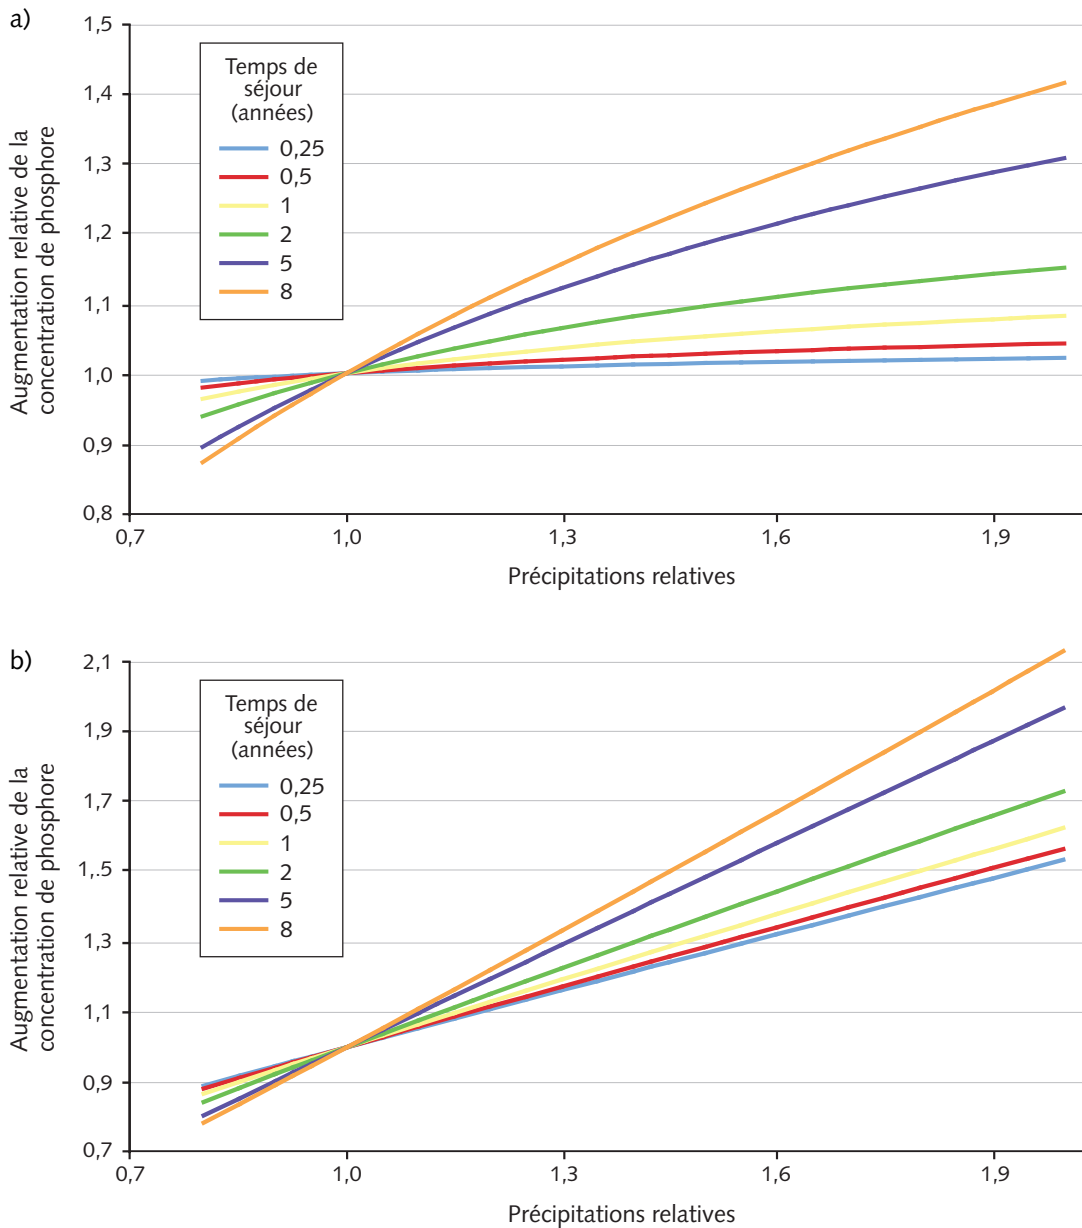 a)
Augmentation relative de la
concentration de phosphore
1,5
1,4
1,3
1,2
1,1
1,0
0,9
0,8
Temps de
séjour
(années)
0,25
0,5
1
2
5
8
0,7
1,0
1,3
1,6
1,9
Précipitations relatives
b)
Augmentation relative de la
concentration de phosphore
2,1
1,9
1,7
1,5
1,3
1,1
0,9
0,7
Temps de
séjour
(années)
0,25
0,5
1
2
5
8
0,7
1,0
1,3
1,6
1,9
Précipitations relatives